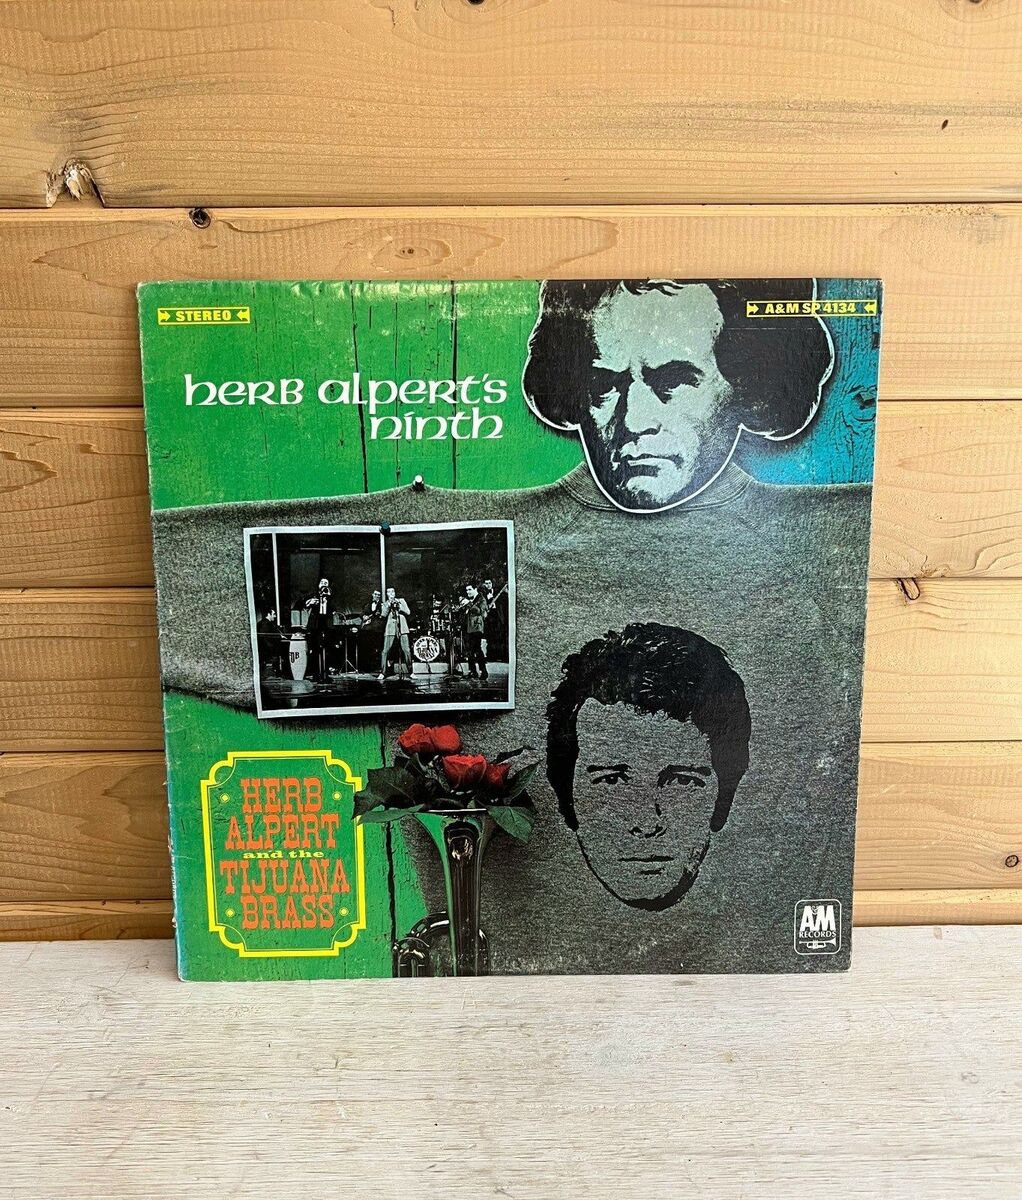 STEREO
A&M SP 4134
herb alpert's
ninth
HERB
ALPERT
and the
TIJUANA
BRASS
A&M
RECORDS